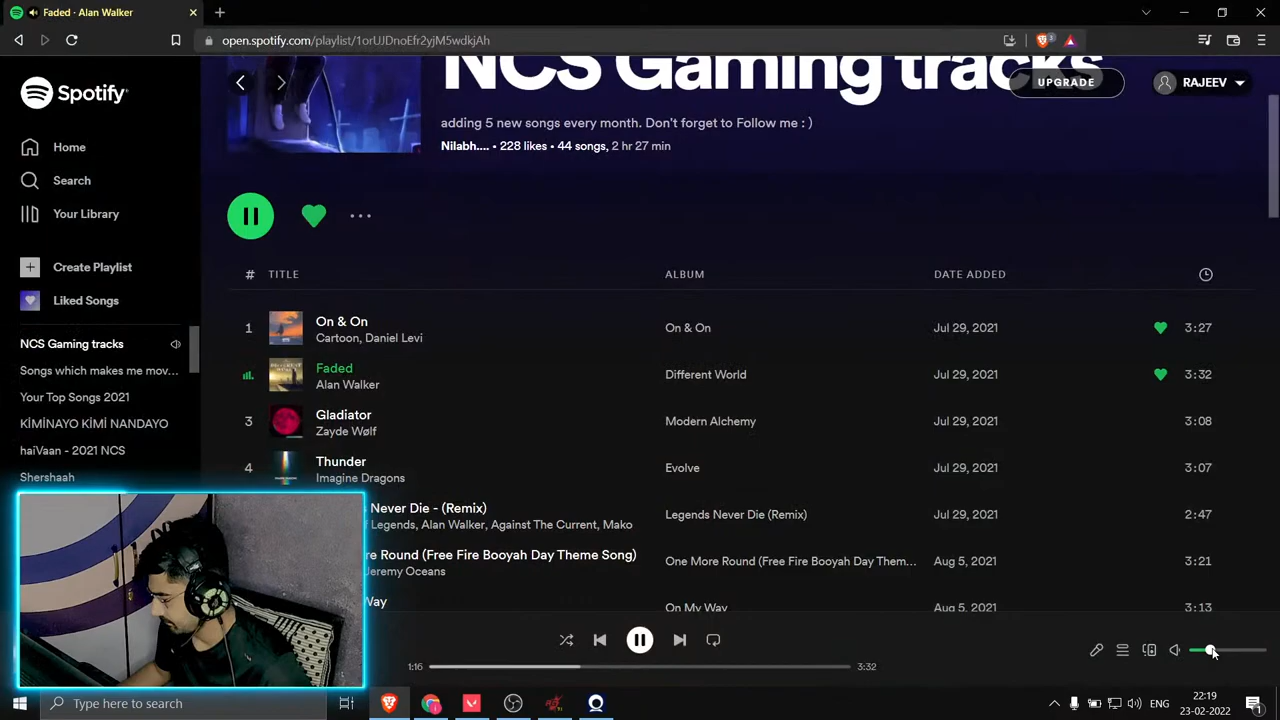 Faded · Alan Walker
open.spotify.com/playlist/1orUJDnoEfr2yjM5wdkjAh
3
NCS Gaming tracks
Spotify
UPGRADE
RAJEEV
adding 5 new songs every month. Don't forget to Follow me : )
Nilabh.... • 228 likes • 44 songs, 2 hr 27 min
Home
Search
Your Library
Create Playlist
Liked Songs
NCS Gaming tracks
Songs which makes me mov...
Your Top Songs 2021
KİMİNAYO KİMİ NANDAYO
haiVaan - 2021 NCS
Shershaah
# TITLE ALBUM DATE ADDED
1 On & On On & On Jul 29, 2021 3:27
Cartoon, Daniel Levi
Faded Different World Jul 29, 2021 3:32
Alan Walker
3 Gladiator Modern Alchemy Jul 29, 2021 3:08
Zayde Wølf
4 Thunder Evolve Jul 29, 2021 3:07
Imagine Dragons
Never Die - (Remix) Legends Never Die (Remix) Jul 29, 2021 2:47
Legends, Alan Walker, Against The Current, Mako
Round (Free Fire Booyah Day Theme Song) One More Round (Free Fire Booyah Day Them... Aug 5, 2021 3:21
Jeremy Oceans
Way On My Way Aug 5, 2021 3:13
1:16 3:32
Type here to search
ENG
22:19
23-02-2022
1